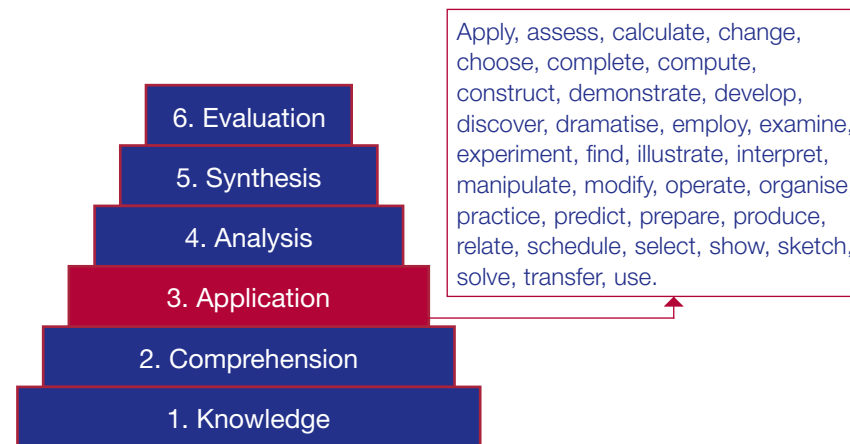 Apply, assess, calculate, change,
choose, complete, compute,
construct, demonstrate, develop,
discover, dramatise, employ, examine,
experiment, find, illustrate, interpret,
manipulate, modify, operate, organise
practice, predict, prepare, produce,
relate, schedule, select, show, sketch,
solve, transfer, use.
6. Evaluation
5. Synthesis
4. Analysis
3. Application
2. Comprehension
1. Knowledge